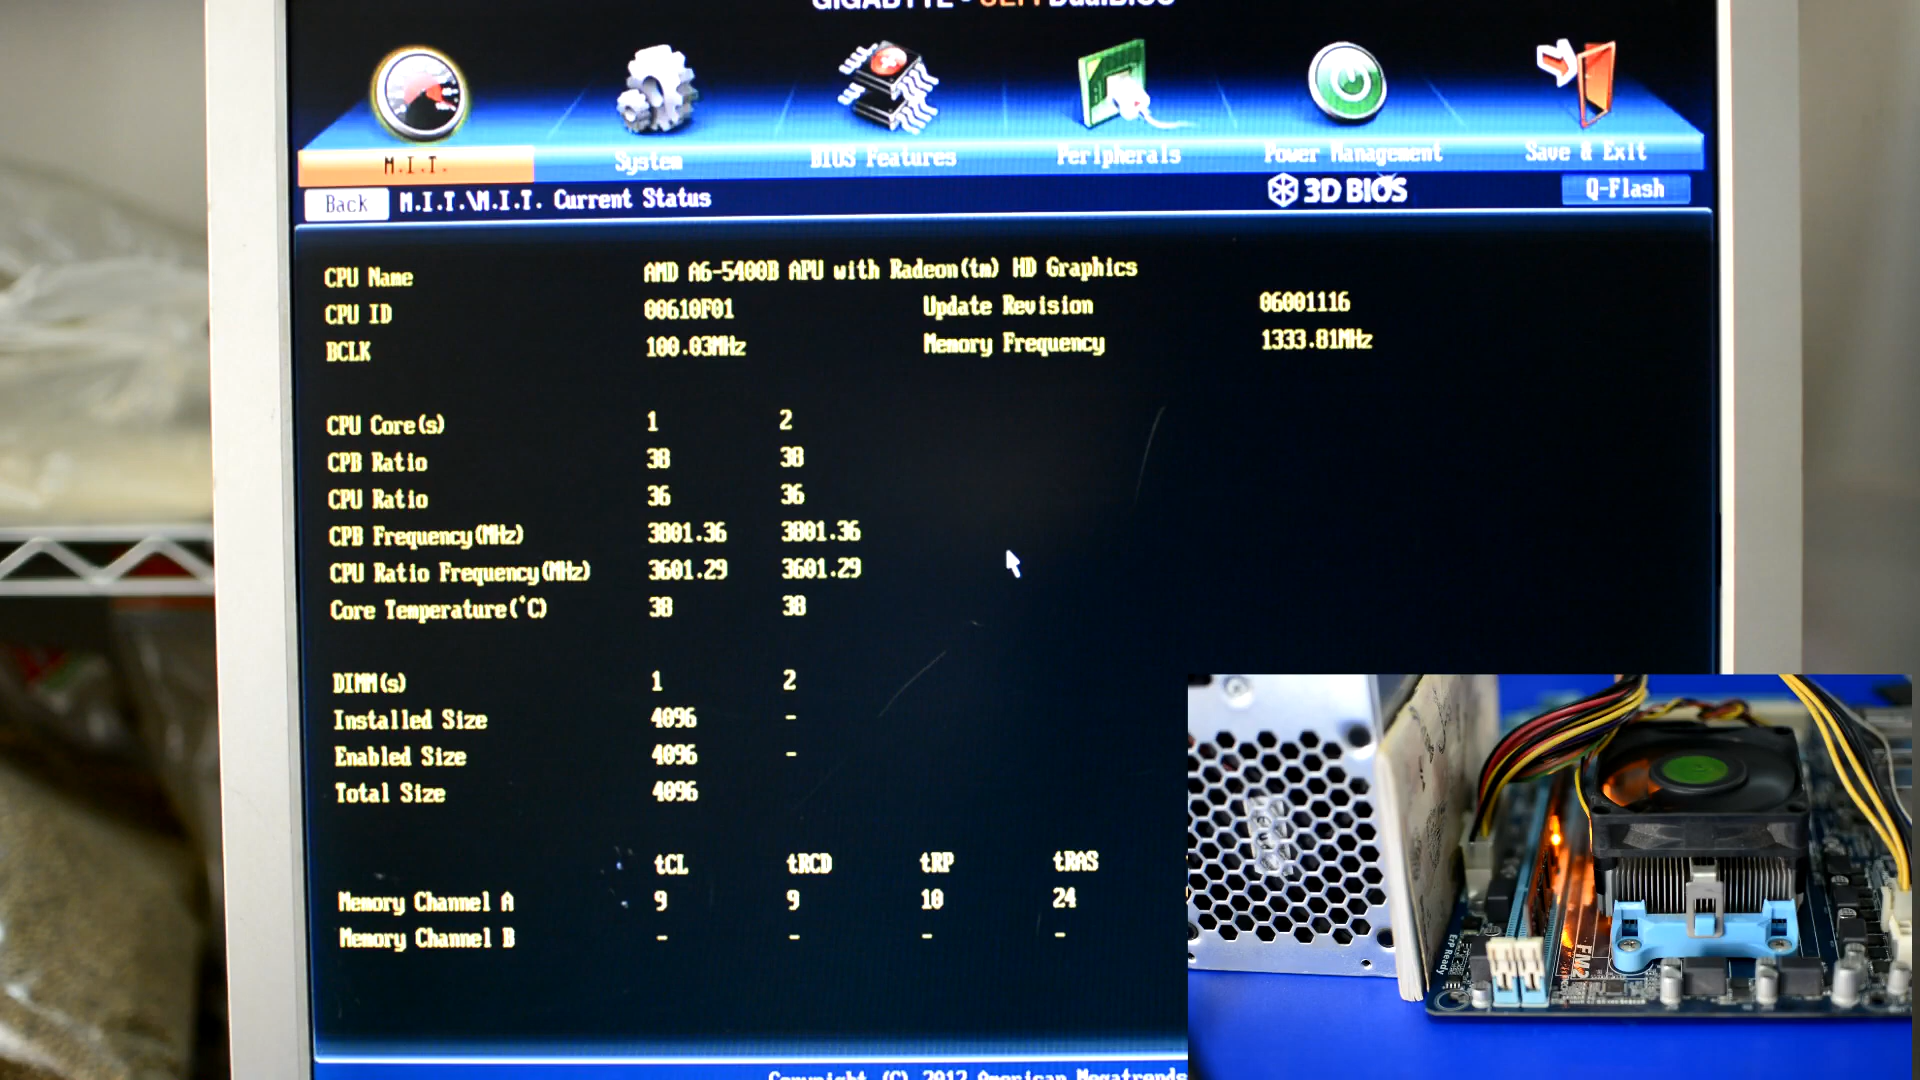 GIGABYTE - UEFI DualBIOS
M.I.T. System BIOS Features Peripherals Power Management Save & Exit
Back M.I.T.\M.I.T. Current Status 3D BIOS Q-Flash
CPU Name AMD A6-5400B APU with Radeon(tm) HD Graphics
CPU ID 00610F01 Update Revision 06001116
BCLK 100.03MHz Memory Frequency 1333.81MHz
CPU Core(s) 1 2
CPB Ratio 38 38
CPU Ratio 36 36
CPB Frequency(MHz) 3801.36 3801.36
CPU Ratio Frequency(MHz) 3601.29 3601.29
Core Temperature(°C) 38 38
DIMM(s) 1 2
Installed Size 4096 -
Enabled Size 4096 -
Total Size 4096
tCL tRCD tRP tRAS
Memory Channel A 9 9 10 24
Memory Channel B - - - -
Copyright (C) 2012 American Megatrends
ErP Ready
FM2